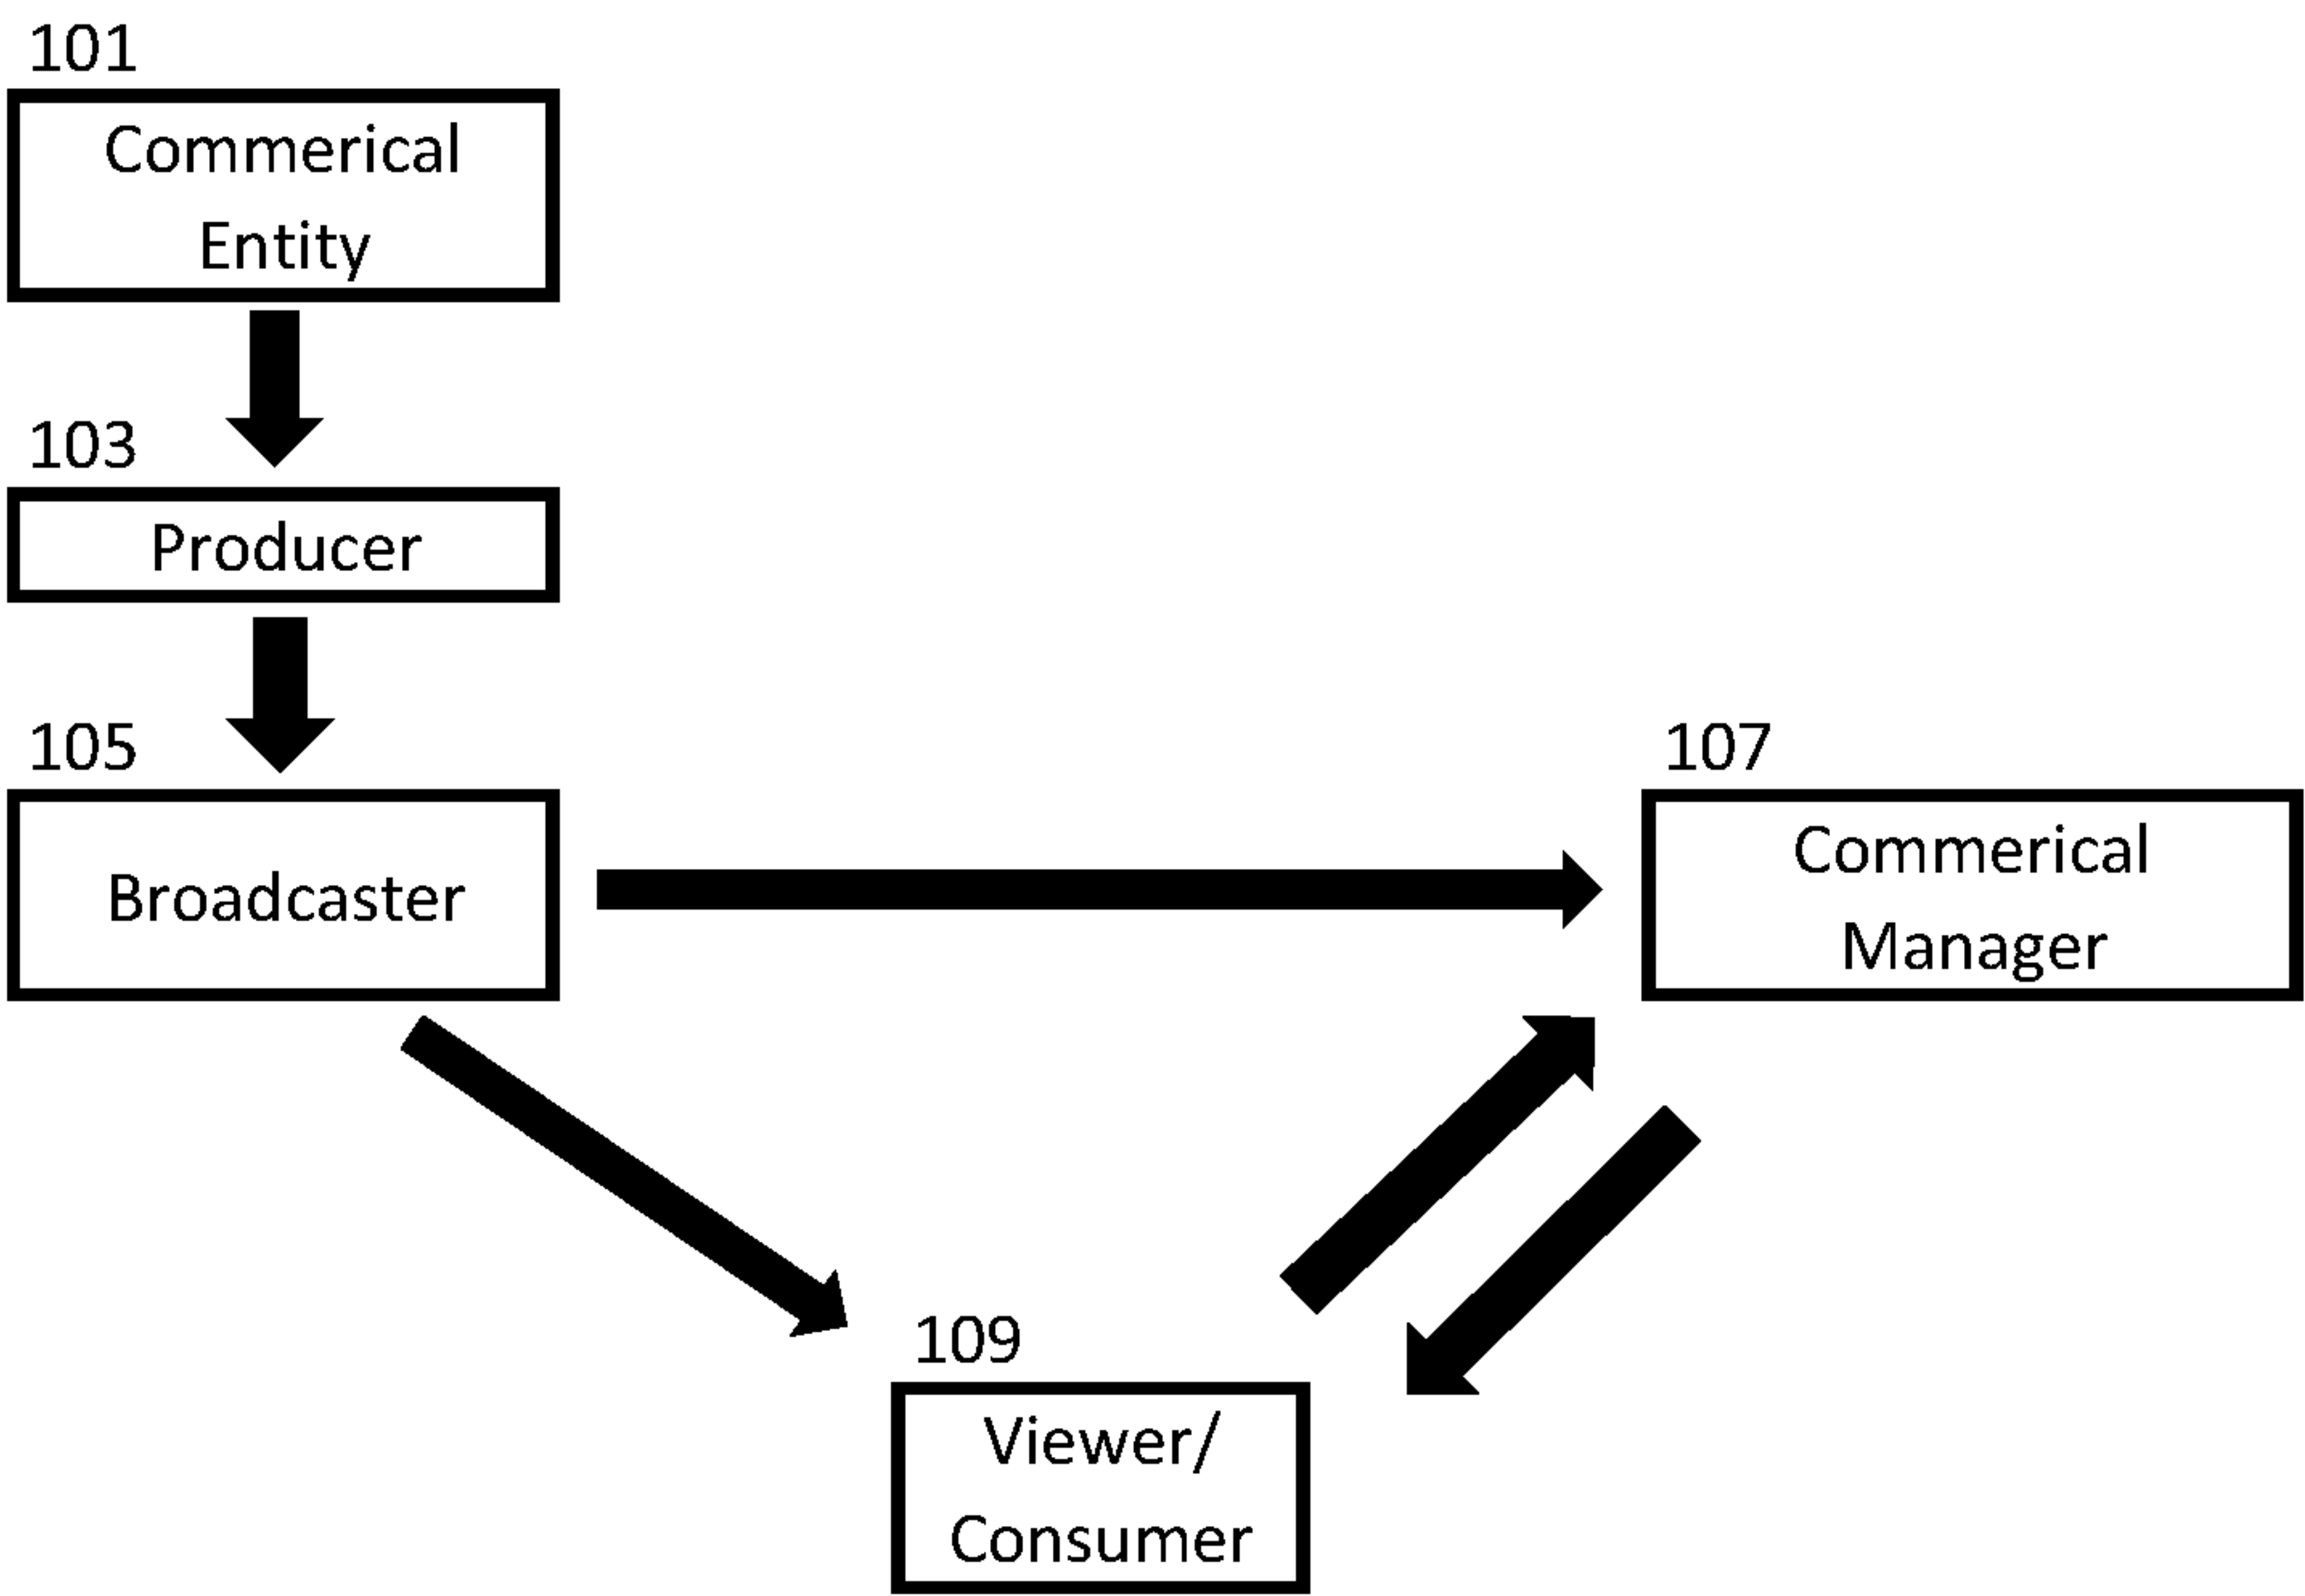 101
Commerical
Entity
103
Producer
105
Broadcaster
107
Commerical
Manager
109
Viewer/
Consumer